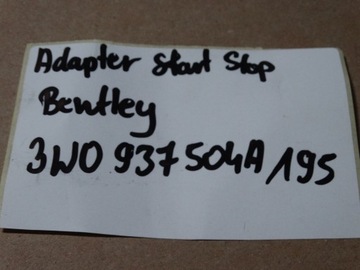 Adapter Start Stop
Bentley
3W0 937 504A /195